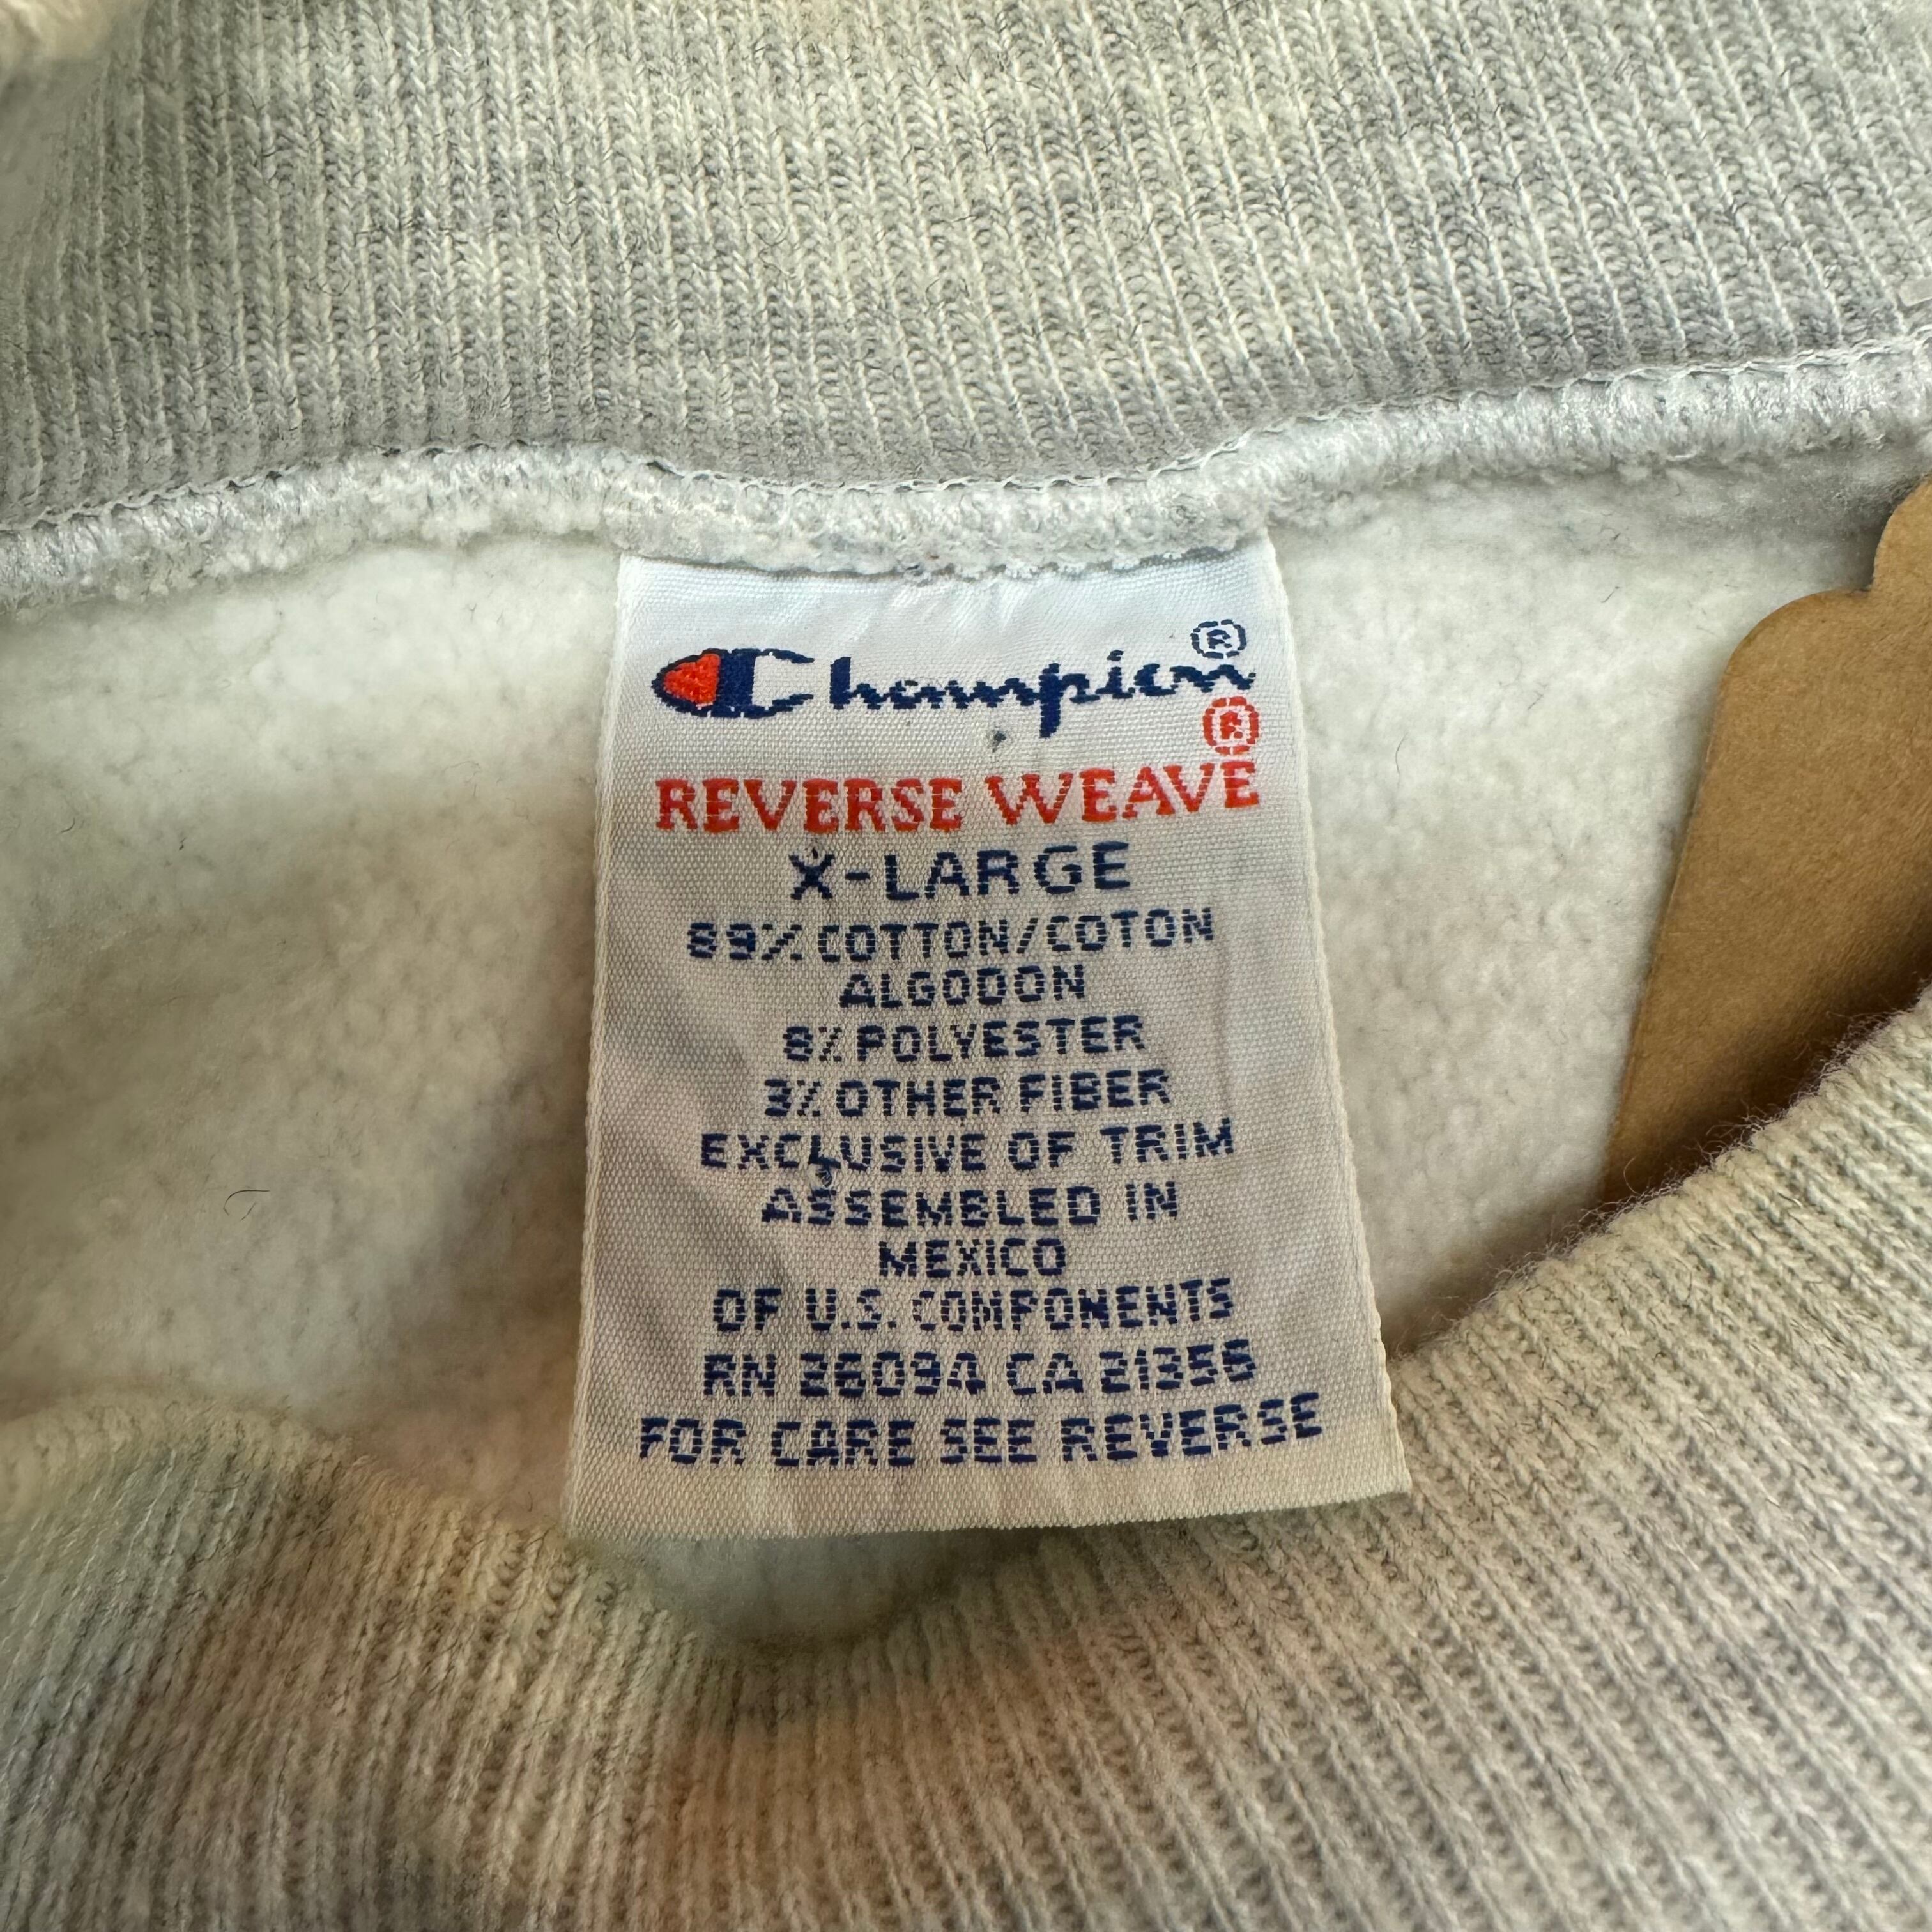 Champion®
®
REVERSE WEAVE
X-LARGE
89% COTTON/COTON
ALGODON
8% POLYESTER
3% OTHER FIBER
EXCLUSIVE OF TRIM
ASSEMBLED IN
MEXICO
OF U.S. COMPONENTS
RN 26094 CA 21356
FOR CARE SEE REVERSE